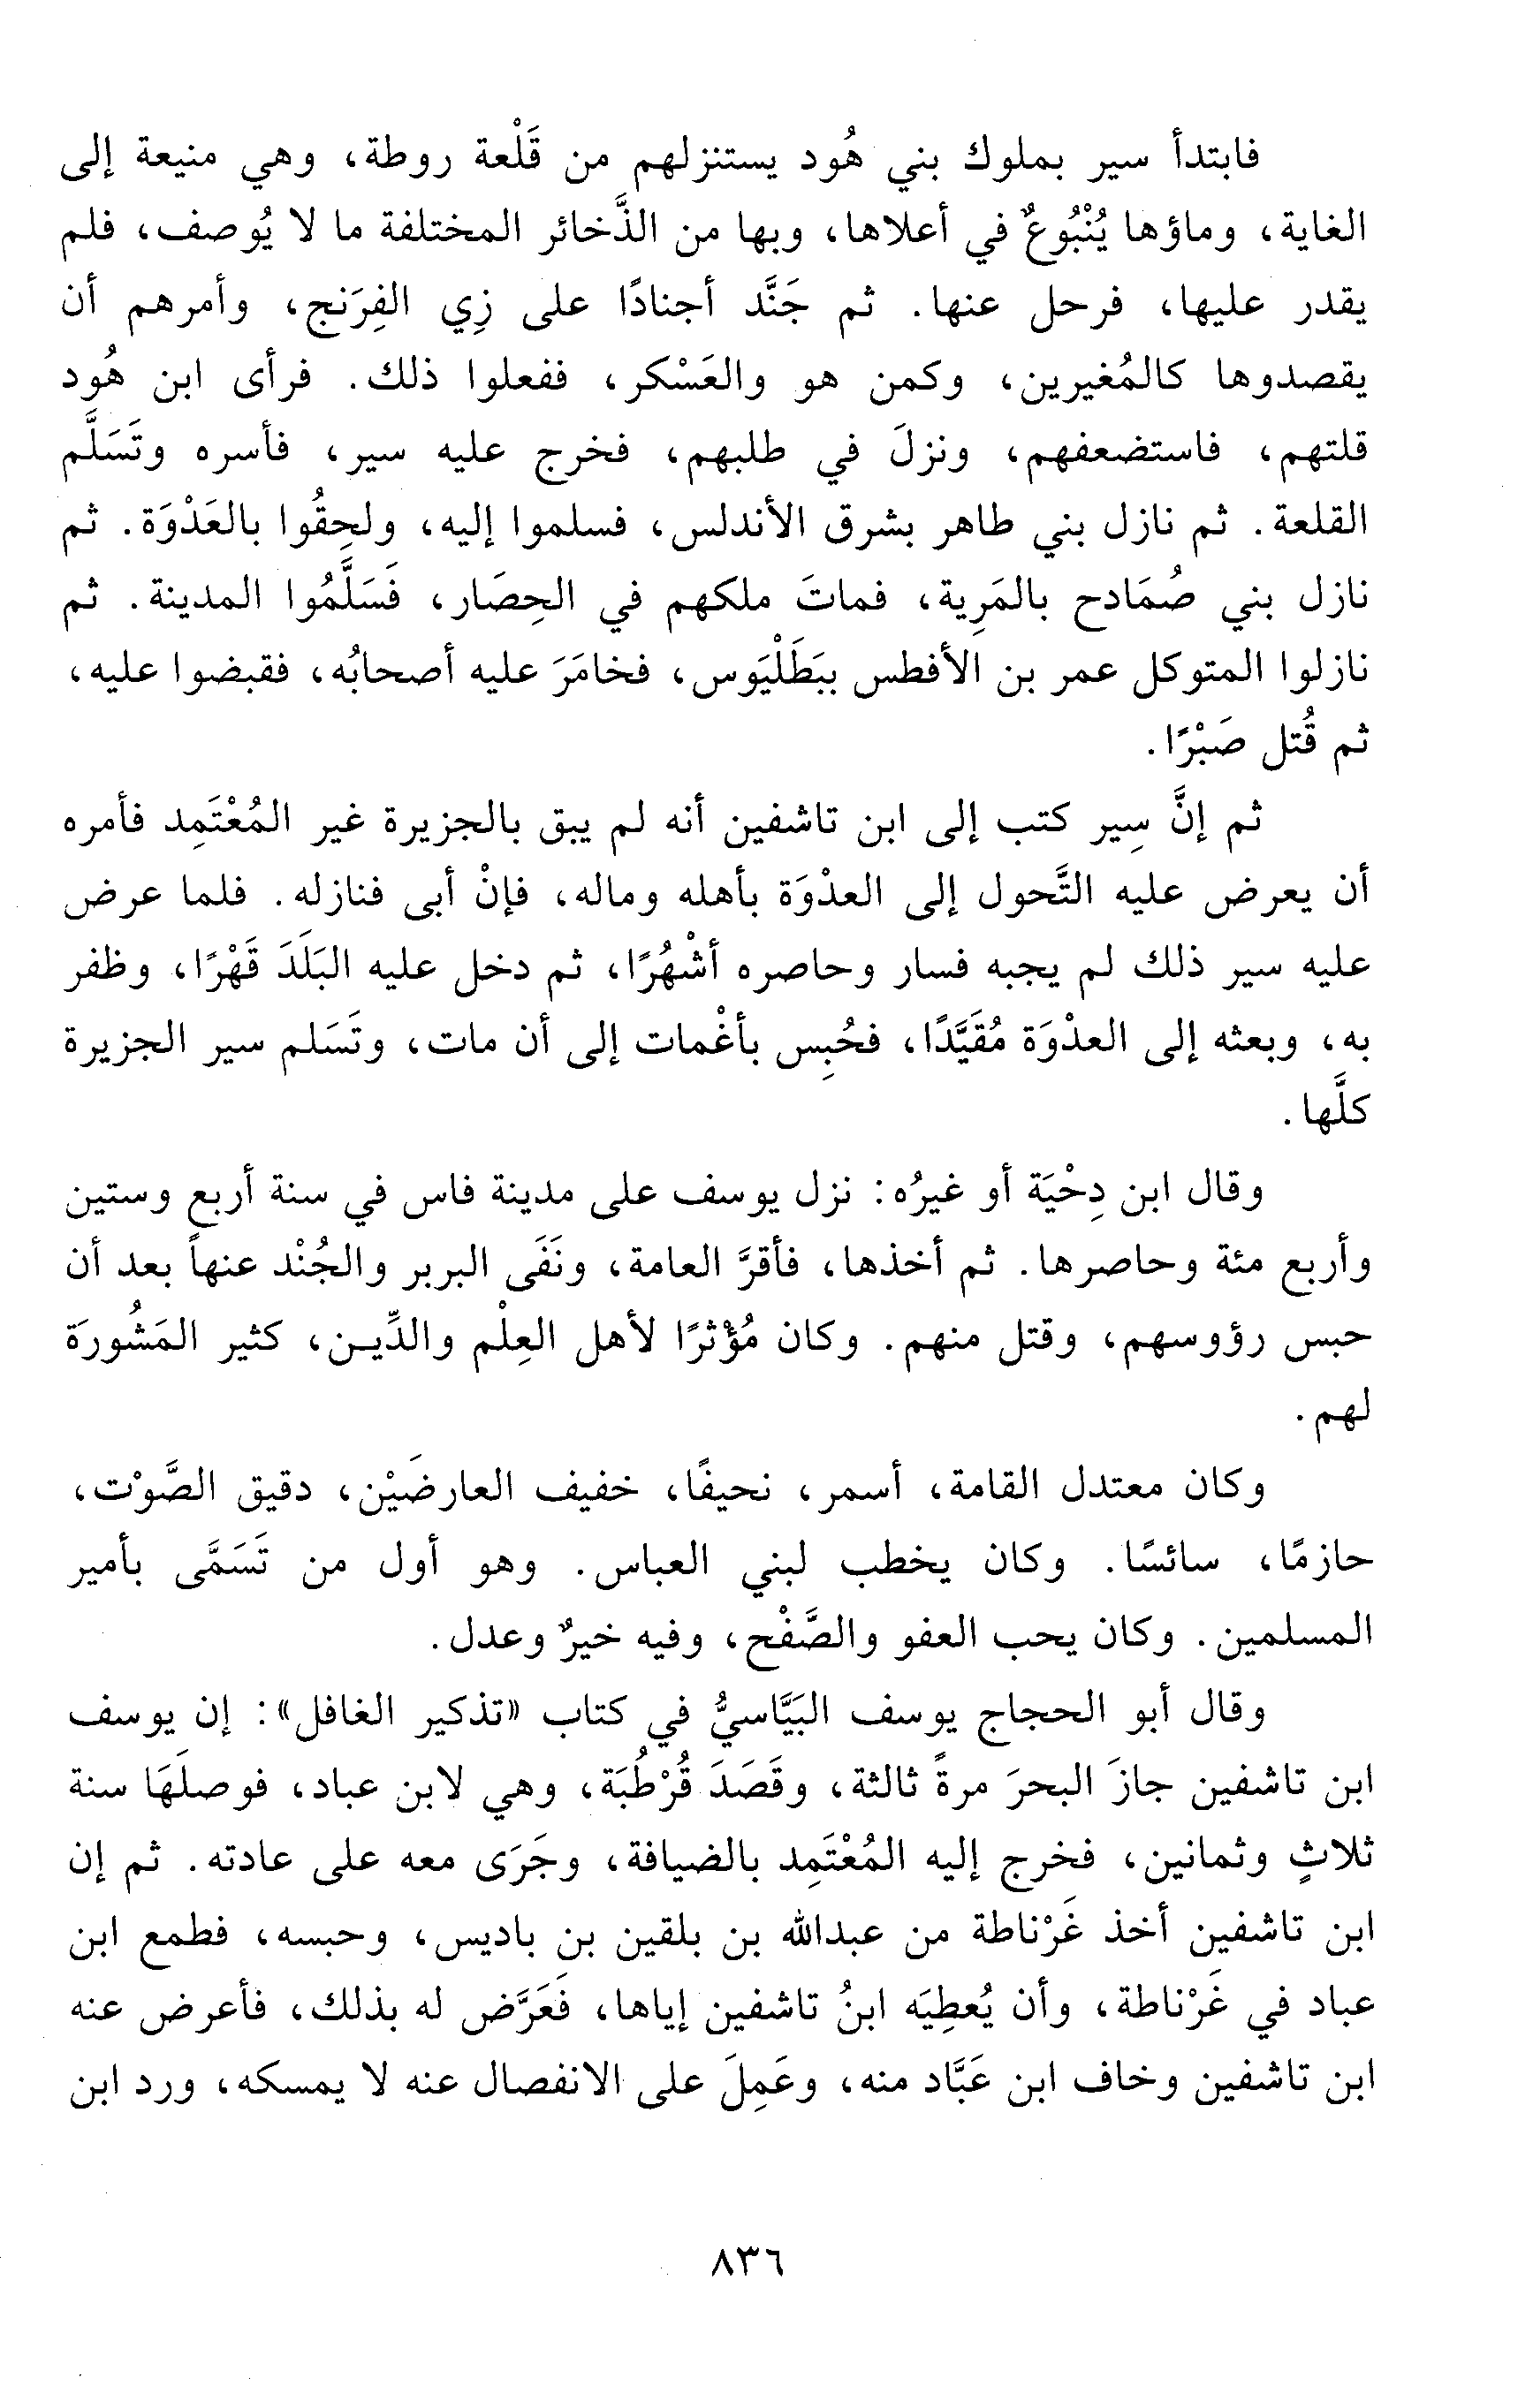 فابتدأ سير بملوك بني هُود يستنزلهم من قَلْعة روطة، وهي منيعة إلى
الغاية، وماؤها يُنْبُوعٌ في أعلاها، وبها من الذَّخائر المختلفة ما لا يُوصف، فلم
يقدر عليها، فرحل عنها. ثم جَنَّد أجنادًا على زِي الفِرَنج، وأمرهم أن
يقصدوها كالمُغيرين، وكمن هو والعَسْكر، ففعلوا ذلك. فرأى ابن هُود
قلتهم، فاستضعفهم، ونزلَ في طلبهم، فخرج عليه سير، فأسره وتَسَلَّم
القلعة. ثم نازل بني طاهر بشرق الأندلس، فسلموا إليه، ولحِقُوا بالعَدْوَة. ثم
نازل بني صُمَادح بالمَرِية، فماتَ ملكهم في الحِصَار، فَسَلَّمُوا المدينة. ثم
نازلوا المتوكل عمر بن الأفطس ببَطَلْيَوس، فخامَرَ عليه أصحابُه، فقبضوا عليه،
ثم قُتل صَبْرًا.
ثم إنَّ سِير كتب إلى ابن تاشفين أنه لم يبق بالجزيرة غير المُعْتَمِد فأمره
أن يعرض عليه التَّحول إلى العدْوَة بأهله وماله، فإنْ أبى فنازله. فلما عرض
عليه سير ذلك لم يجبه فسار وحاصره أشْهُرًا، ثم دخل عليه البَلَدَ قَهْرًا، وظفر
به، وبعثه إلى العدْوَة مُقَيَّدًا، فحُبِس بأغْمات إلى أن مات، وتَسَلم سير الجزيرة
كلَّها.
وقال ابن دِحْيَة أو غيرُه: نزل يوسف على مدينة فاس في سنة أربع وستين
وأربع مئة وحاصرها. ثم أخذها، فأقرَّ العامة، ونَفَى البربر والجُنْد عنهاً بعد أن
حبس رؤوسهم، وقتل منهم. وكان مُؤْثرًا لأهل العِلْم والدِّيـن، كثير المَشُورَة
لهم.
وكان معتدل القامة، أسمر، نحيفًا، خفيف العارضَيْن، دقيق الصَّوْت،
حازمًا، سائسًا. وكان يخطب لبني العباس. وهو أول من تَسَمَّى بأمير
المسلمين. وكان يحب العفو والصَّفْح، وفيه خيرٌ وعدل.
وقال أبو الحجاج يوسف البَيَّاسيُّ في كتاب «تذكير الغافل»: إن يوسف
ابن تاشفين جازَ البحرَ مرةً ثالثة، وقَصَدَ قُرْطُبَة، وهي لابن عباد، فوصلَهَا سنة
ثلاثٍ وثمانين، فخرج إليه المُعْتَمِد بالضيافة، وجَرَى معه على عادته. ثم إن
ابن تاشفين أخذ غَرْناطة من عبدالله بن بلقين بن باديس، وحبسه، فطمع ابن
عباد في غَرْناطة، وأن يُعطِيَه ابنُ تاشفين إياها، فَعَرَّض له بذلك، فأعرض عنه
ابن تاشفين وخاف ابن عَبَّاد منه، وعَمِلَ على الانفصال عنه لا يمسكه، ورد ابن
٨٣٦